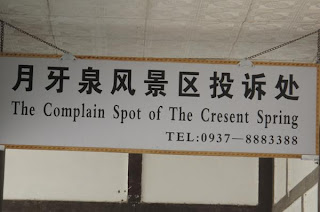 月牙泉风景区投诉处
The Complain Spot of The Cresent Spring
TEL:0937—8883388